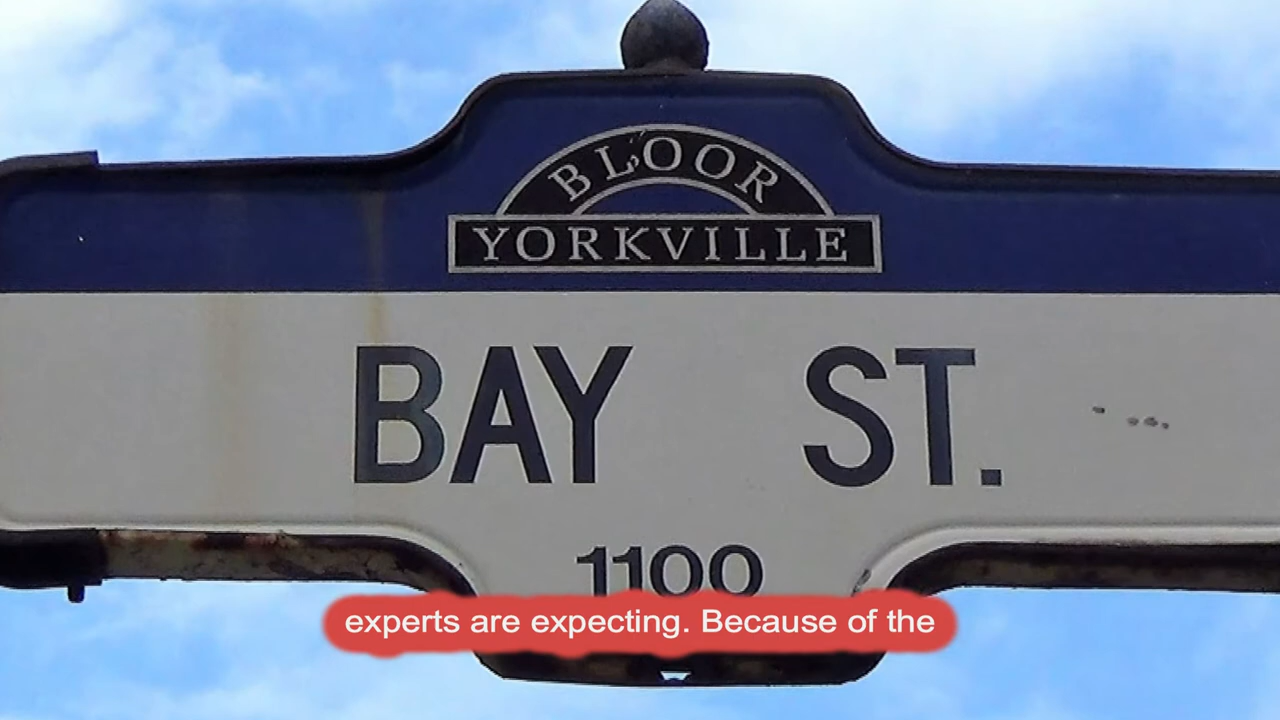 BLOOR
YORKVILLE
BAY ST.
1100
experts are expecting. Because of the